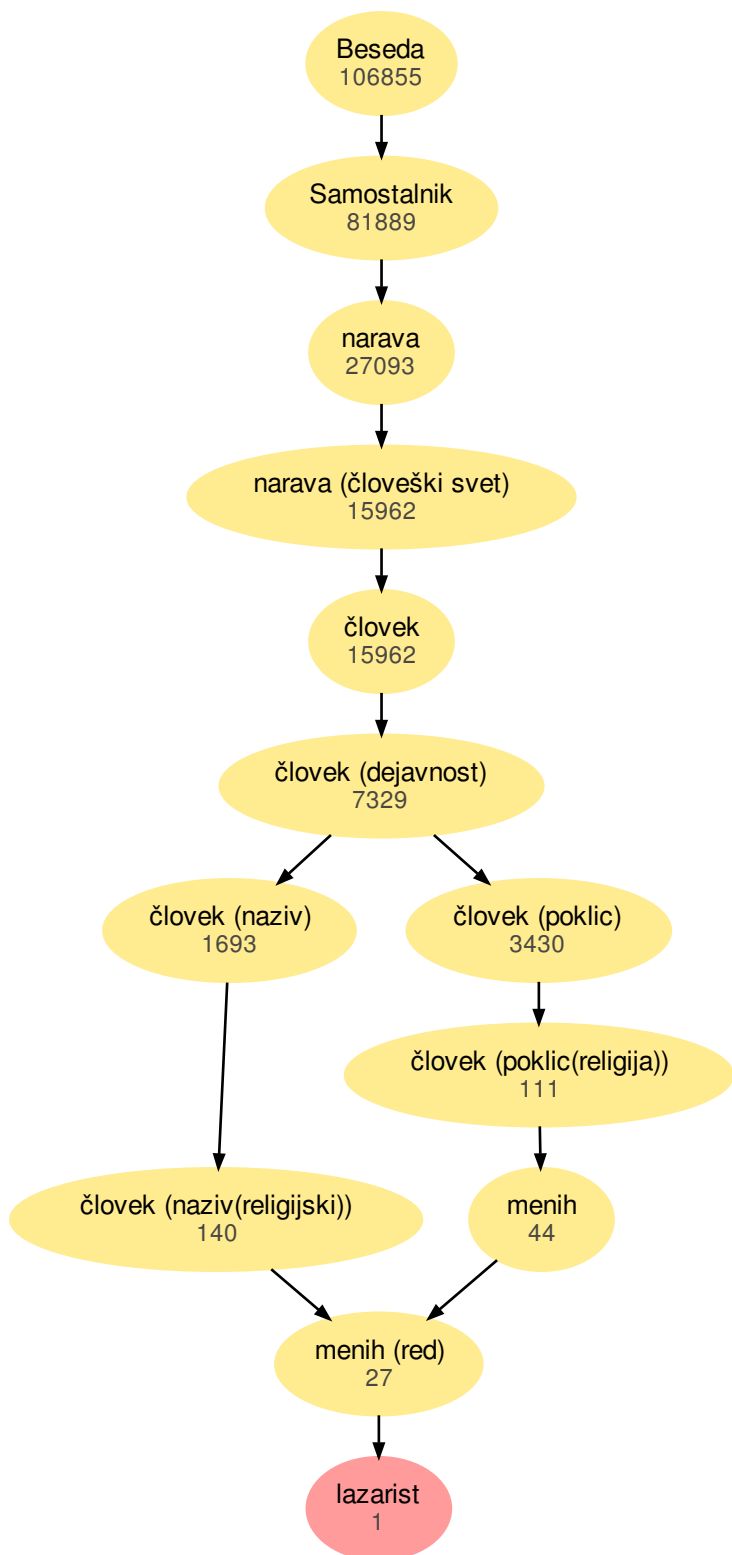 Beseda
106855
Samostalnik
81889
narava
27093
narava (človeški svet)
15962
človek
15962
človek (dejavnost)
7329
človek (naziv)
1693
človek (poklic)
3430
človek (poklic(religija))
111
človek (naziv(religijski))
140
menih
44
menih (red)
27
lazarist
1